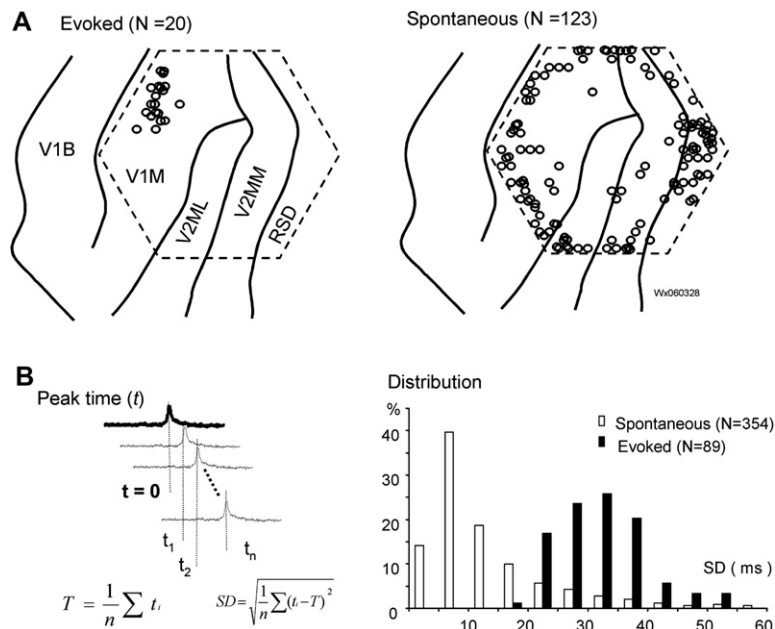 A
Evoked (N =20)
Spontaneous (N =123)
V1B
V1M
V2ML
V2MM
RSD
Wx060328
B
Peak time (t)
t = 0
t1
t2
tn
T = 1/n ∑ ti
SD = √(1/n ∑(ti−T)²)
Distribution
%
40
30
20
10
0
Spontaneous (N=354)
Evoked (N=89)
SD ( ms )
10 20 30 40 50 60